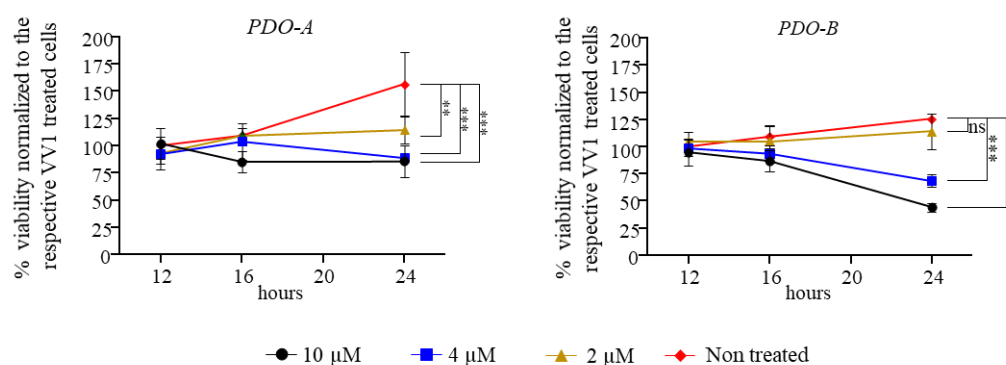 PDO-A
% viability normalized to the
respective VV1 treated cells
200
175
150
125
100
75
50
25
0
12
16
20
24
hours
**
***
***
PDO-B
% viability normalized to the
respective VV1 treated cells
200
175
150
125
100
75
50
25
0
12
16
20
24
hours
ns
***
10 µM
4 µM
2 µM
Non treated